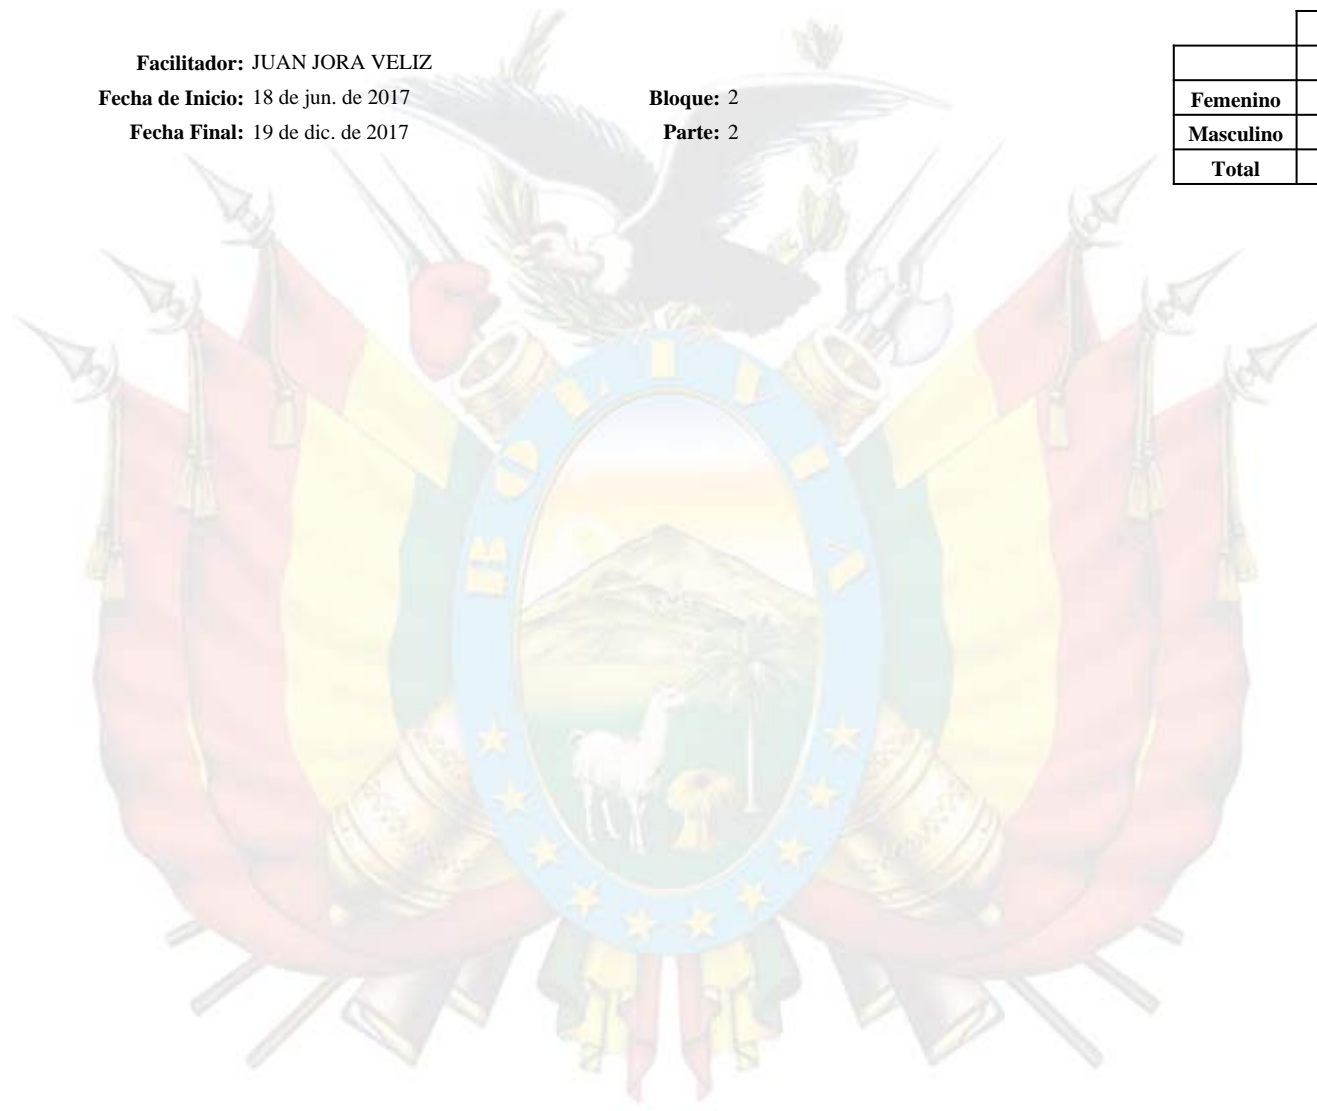 Facilitador: JUAN JORA VELIZ
Fecha de Inicio: 18 de jun. de 2017 Bloque: 2
Fecha Final: 19 de dic. de 2017 Parte: 2
Femenino
Masculino
Total
BOLIVIA